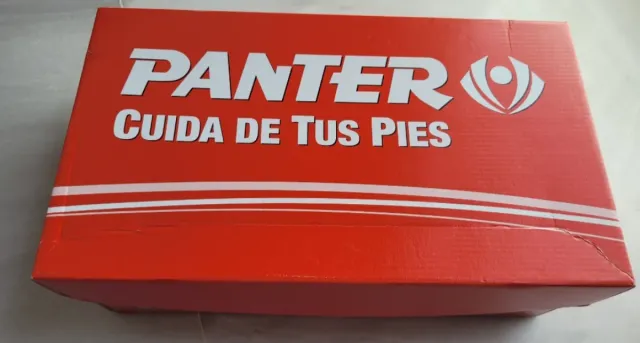 PANTER
CUIDA DE TUS PIES